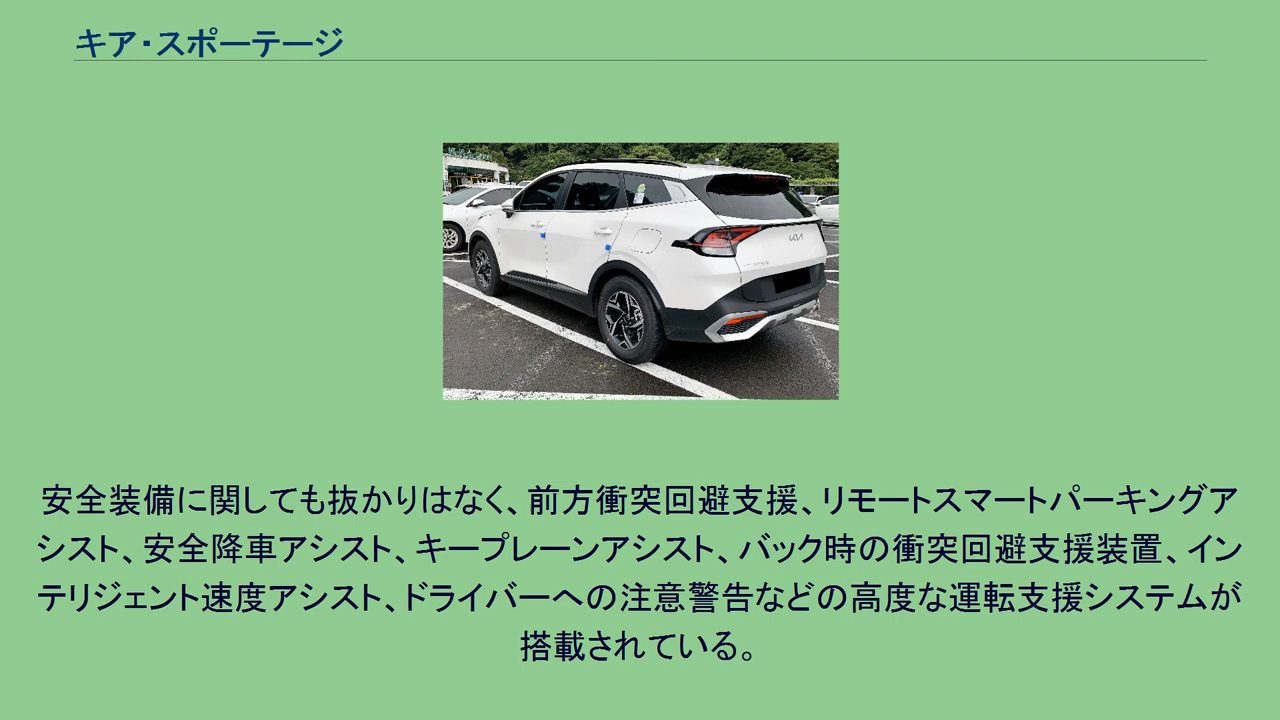 キア・スポーテージ
KIA
安全装備に関しても抜かりはなく、前方衝突回避支援、リモートスマートパーキングア
シスト、安全降車アシスト、キープレーンアシスト、バック時の衝突回避支援装置、イン
テリジェント速度アシスト、ドライバーへの注意警告などの高度な運転支援システムが
搭載されている。